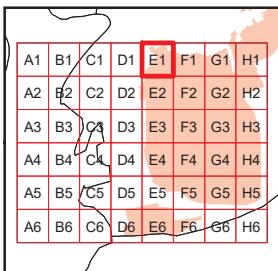 A1 B1 C1 D1 E1 F1 G1 H1
A2 B2 C2 D2 E2 F2 G2 H2
A3 B3 C3 D3 E3 F3 G3 H3
A4 B4 C4 D4 E4 F4 G4 H4
A5 B5 C5 D5 E5 F5 G5 H5
A6 B6 C6 D6 E6 F6 G6 H6